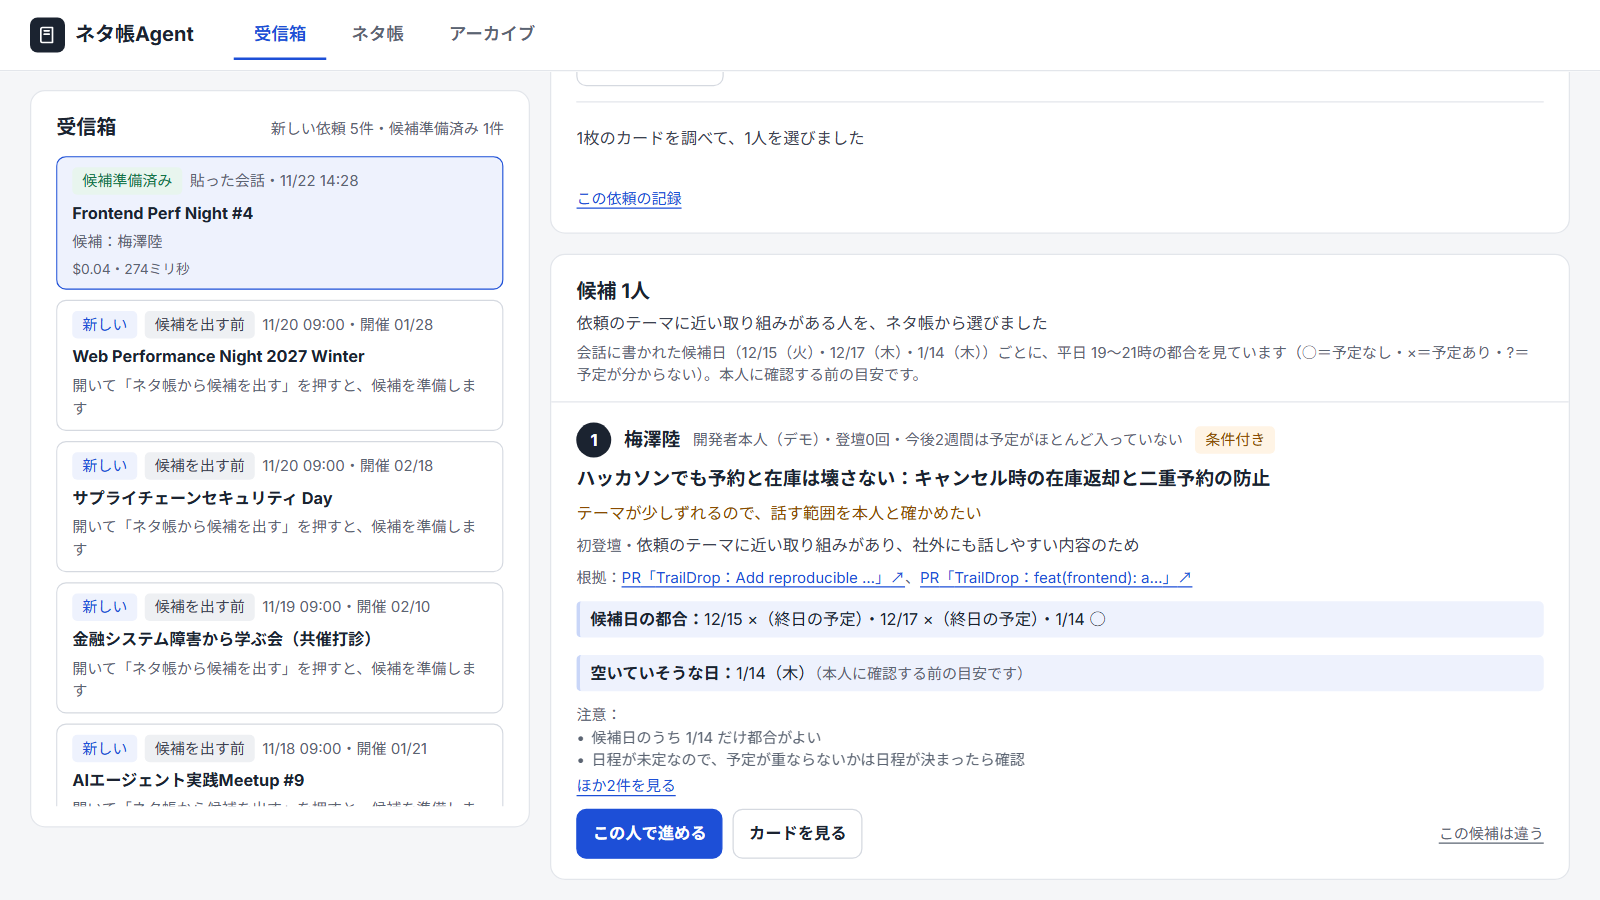 ネタ帳Agent
受信箱
ネタ帳
アーカイブ
受信箱
新しい依頼 5件・候補準備済み 1件
候補準備済み 貼った会話・11/22 14:28
Frontend Perf Night #4
候補：梅澤陸
$0.04・274ミリ秒
新しい 候補を出す前 11/20 09:00・開催 01/28
Web Performance Night 2027 Winter
開いて「ネタ帳から候補を出す」を押すと、候補を準備しま
す
新しい 候補を出す前 11/20 09:00・開催 02/18
サプライチェーンセキュリティ Day
開いて「ネタ帳から候補を出す」を押すと、候補を準備しま
す
新しい 候補を出す前 11/19 09:00・開催 02/10
金融システム障害から学ぶ会（共催打診）
開いて「ネタ帳から候補を出す」を押すと、候補を準備しま
す
新しい 候補を出す前 11/18 09:00・開催 01/21
AIエージェント実践Meetup #9
開いて「ネタ帳から候補を出す」を押すと、候補を準備しま
1枚のカードを調べて、1人を選びました
この依頼の記録
候補 1人
依頼のテーマに近い取り組みがある人を、ネタ帳から選びました
会話に書かれた候補日（12/15（火）・12/17（木）・1/14（木））ごとに、平日 19〜21時の都合を見ています（○＝予定なし・×＝予定あり・?＝
予定が分からない）。本人に確認する前の目安です。
1 梅澤陸 開発者本人（デモ）・登壇0回・今後2週間は予定がほとんど入っていない 条件付き
ハッカソンでも予約と在庫は壊さない：キャンセル時の在庫返却と二重予約の防止
テーマが少しずれるので、話す範囲を本人と確かめたい
初登壇・依頼のテーマに近い取り組みがあり、社外にも話しやすい内容のため
根拠：PR「TrailDrop：Add reproducible …」↗、PR「TrailDrop：feat(frontend): a…」↗
候補日の都合：12/15 ×（終日の予定）・12/17 ×（終日の予定）・1/14 ○
空いていそうな日：1/14（木）（本人に確認する前の目安です）
注意：
• 候補日のうち 1/14 だけ都合がよい
• 日程が未定なので、予定が重ならないかは日程が決まったら確認
ほか2件を見る
この人で進める
カードを見る
この候補は違う